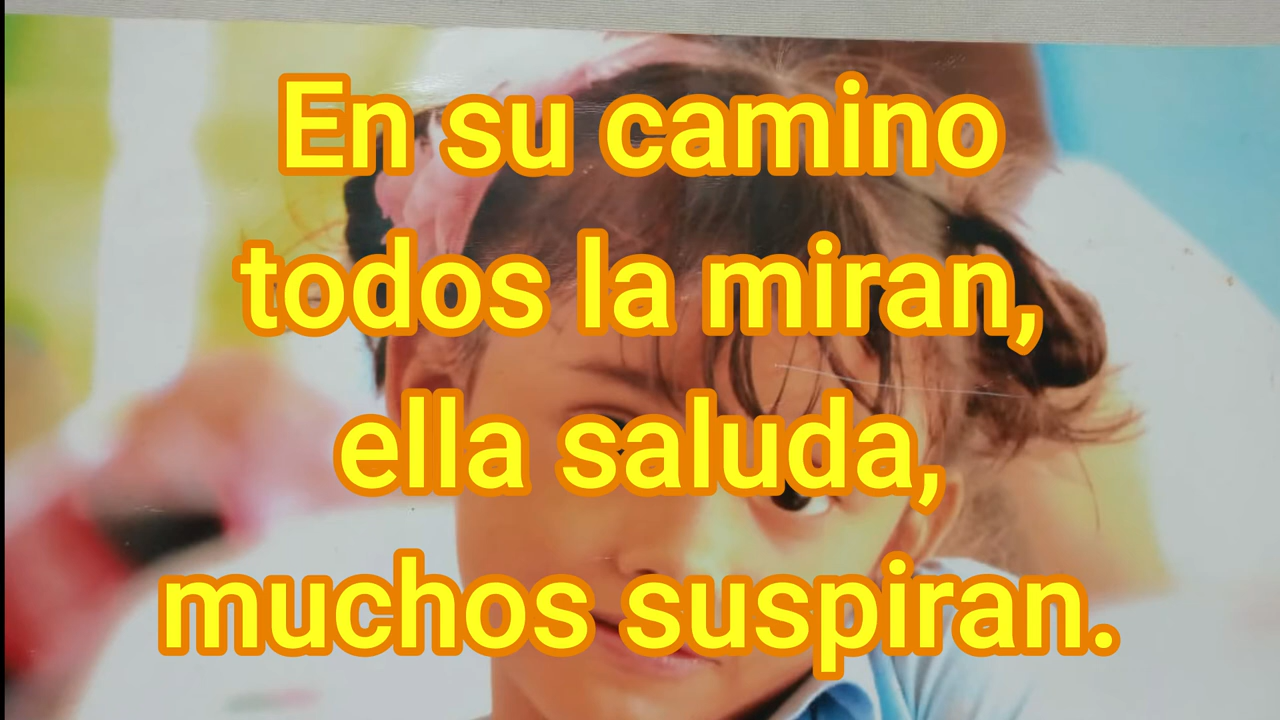 En su camino
todos la miran,
ella saluda,
muchos suspiran.